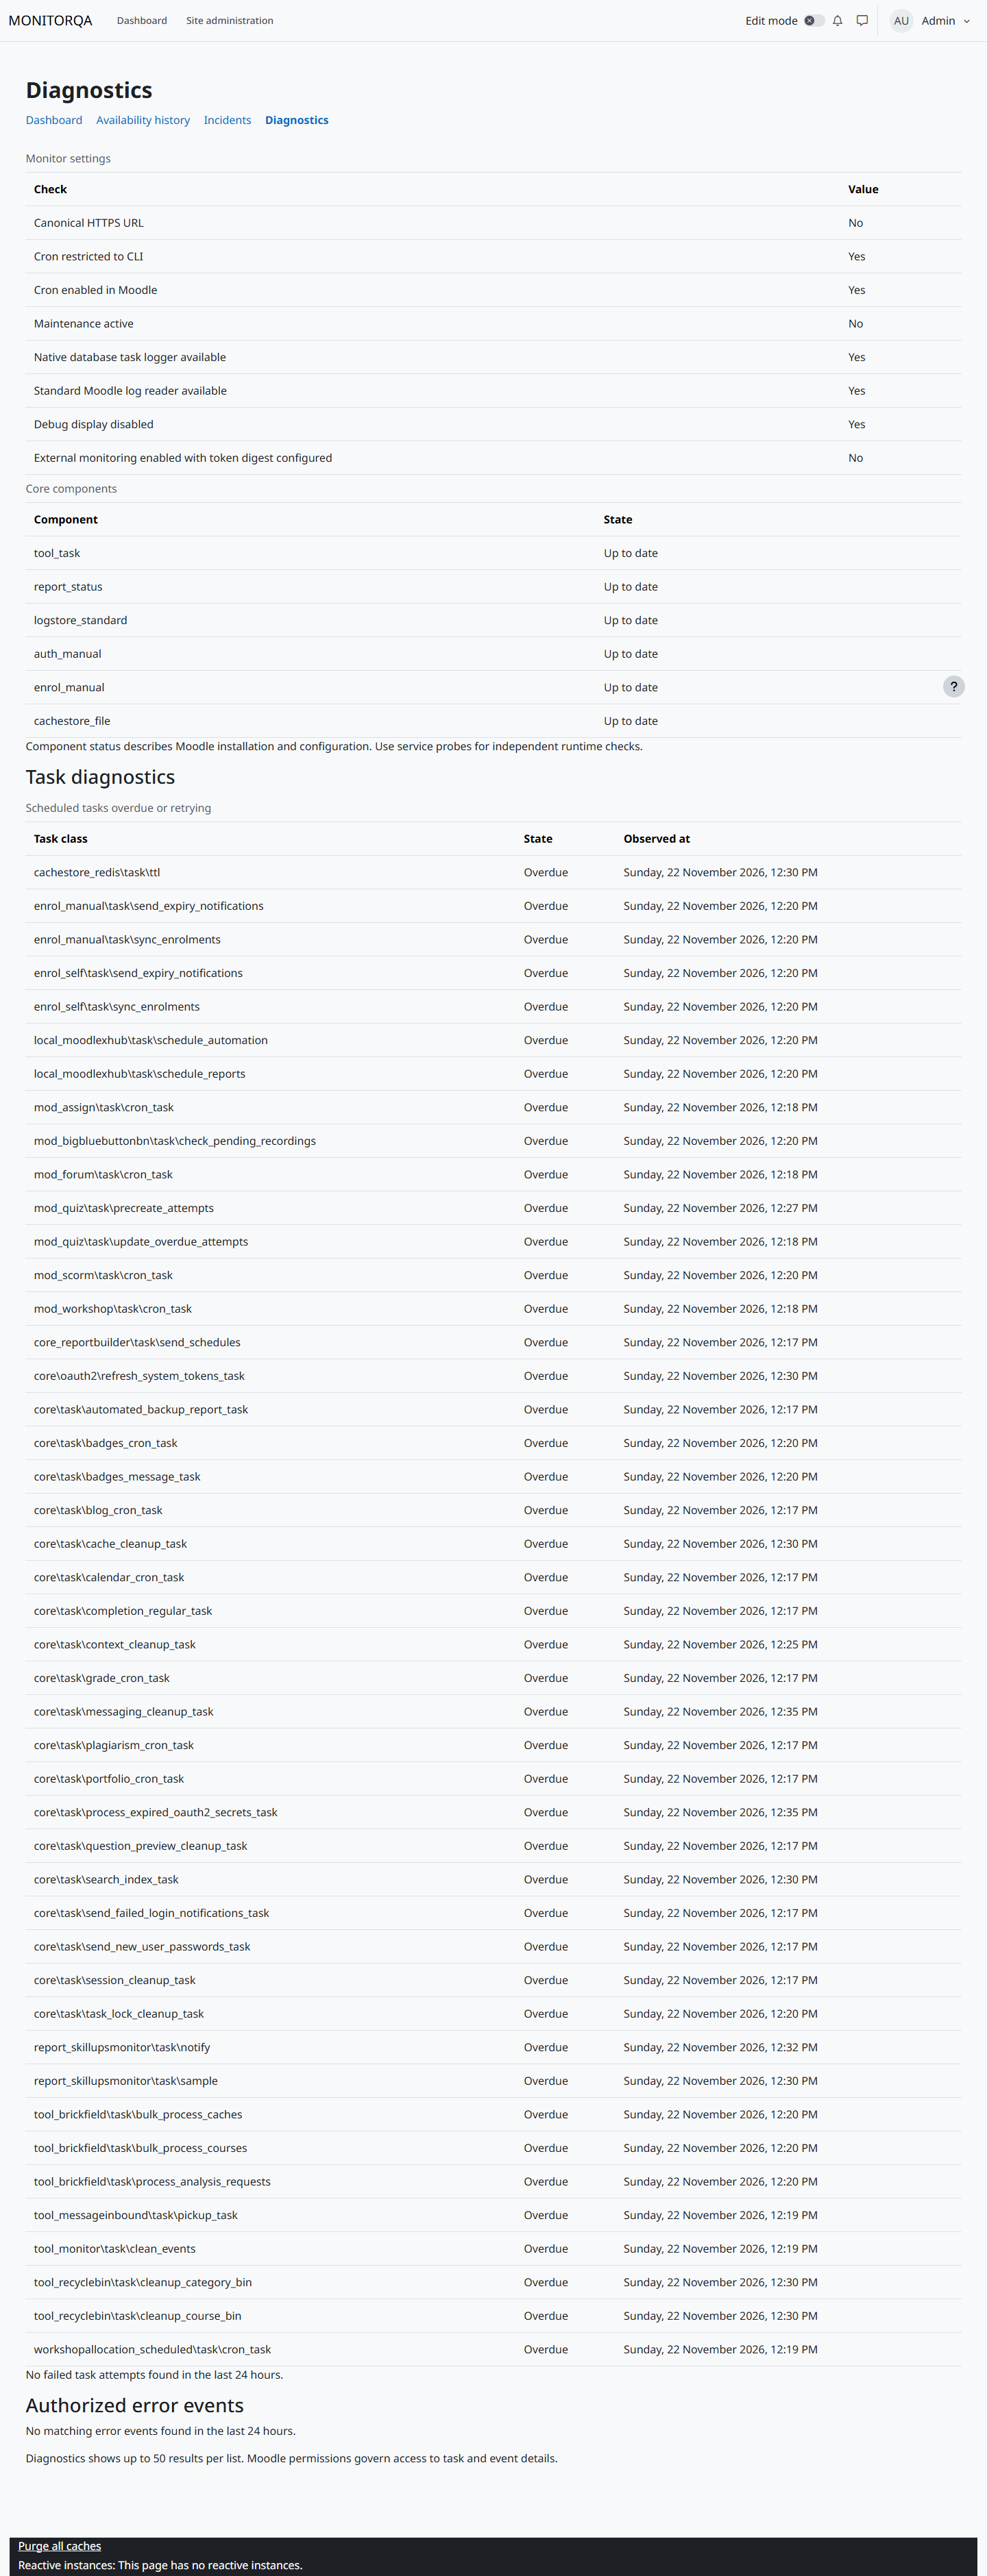 MONITORQA Dashboard Site administration Edit mode AU Admin
Diagnostics
Dashboard Availability history Incidents Diagnostics
Monitor settings
Check Value
Canonical HTTPS URL No
Cron restricted to CLI Yes
Cron enabled in Moodle Yes
Maintenance active No
Native database task logger available Yes
Standard Moodle log reader available Yes
Debug display disabled Yes
External monitoring enabled with token digest configured No
Core components
Component State
tool_task Up to date
report_status Up to date
logstore_standard Up to date
auth_manual Up to date
enrol_manual Up to date
?
cachestore_file Up to date
Component status describes Moodle installation and configuration. Use service probes for independent runtime checks.
Task diagnostics
Scheduled tasks overdue or retrying
Task class State Observed at
cachestore_redis\task\ttl Overdue Sunday, 22 November 2026, 12:30 PM
enrol_manual\task\send_expiry_notifications Overdue Sunday, 22 November 2026, 12:20 PM
enrol_manual\task\sync_enrolments Overdue Sunday, 22 November 2026, 12:20 PM
enrol_self\task\send_expiry_notifications Overdue Sunday, 22 November 2026, 12:20 PM
enrol_self\task\sync_enrolments Overdue Sunday, 22 November 2026, 12:20 PM
local_moodlexhub\task\schedule_automation Overdue Sunday, 22 November 2026, 12:20 PM
local_moodlexhub\task\schedule_reports Overdue Sunday, 22 November 2026, 12:20 PM
mod_assign\task\cron_task Overdue Sunday, 22 November 2026, 12:18 PM
mod_bigbluebuttonbn\task\check_pending_recordings Overdue Sunday, 22 November 2026, 12:20 PM
mod_forum\task\cron_task Overdue Sunday, 22 November 2026, 12:18 PM
mod_quiz\task\precreate_attempts Overdue Sunday, 22 November 2026, 12:27 PM
mod_quiz\task\update_overdue_attempts Overdue Sunday, 22 November 2026, 12:18 PM
mod_scorm\task\cron_task Overdue Sunday, 22 November 2026, 12:20 PM
mod_workshop\task\cron_task Overdue Sunday, 22 November 2026, 12:18 PM
core_reportbuilder\task\send_schedules Overdue Sunday, 22 November 2026, 12:17 PM
core\oauth2\refresh_system_tokens_task Overdue Sunday, 22 November 2026, 12:30 PM
core\task\automated_backup_report_task Overdue Sunday, 22 November 2026, 12:17 PM
core\task\badges_cron_task Overdue Sunday, 22 November 2026, 12:20 PM
core\task\badges_message_task Overdue Sunday, 22 November 2026, 12:20 PM
core\task\blog_cron_task Overdue Sunday, 22 November 2026, 12:17 PM
core\task\cache_cleanup_task Overdue Sunday, 22 November 2026, 12:30 PM
core\task\calendar_cron_task Overdue Sunday, 22 November 2026, 12:17 PM
core\task\completion_regular_task Overdue Sunday, 22 November 2026, 12:17 PM
core\task\context_cleanup_task Overdue Sunday, 22 November 2026, 12:25 PM
core\task\grade_cron_task Overdue Sunday, 22 November 2026, 12:17 PM
core\task\messaging_cleanup_task Overdue Sunday, 22 November 2026, 12:35 PM
core\task\plagiarism_cron_task Overdue Sunday, 22 November 2026, 12:17 PM
core\task\portfolio_cron_task Overdue Sunday, 22 November 2026, 12:17 PM
core\task\process_expired_oauth2_secrets_task Overdue Sunday, 22 November 2026, 12:35 PM
core\task\question_preview_cleanup_task Overdue Sunday, 22 November 2026, 12:17 PM
core\task\search_index_task Overdue Sunday, 22 November 2026, 12:30 PM
core\task\send_failed_login_notifications_task Overdue Sunday, 22 November 2026, 12:17 PM
core\task\send_new_user_passwords_task Overdue Sunday, 22 November 2026, 12:17 PM
core\task\session_cleanup_task Overdue Sunday, 22 November 2026, 12:17 PM
core\task\task_lock_cleanup_task Overdue Sunday, 22 November 2026, 12:20 PM
report_skillupsmonitor\task\notify Overdue Sunday, 22 November 2026, 12:32 PM
report_skillupsmonitor\task\sample Overdue Sunday, 22 November 2026, 12:30 PM
tool_brickfield\task\bulk_process_caches Overdue Sunday, 22 November 2026, 12:20 PM
tool_brickfield\task\bulk_process_courses Overdue Sunday, 22 November 2026, 12:20 PM
tool_brickfield\task\process_analysis_requests Overdue Sunday, 22 November 2026, 12:20 PM
tool_messageinbound\task\pickup_task Overdue Sunday, 22 November 2026, 12:19 PM
tool_monitor\task\clean_events Overdue Sunday, 22 November 2026, 12:19 PM
tool_recyclebin\task\cleanup_category_bin Overdue Sunday, 22 November 2026, 12:30 PM
tool_recyclebin\task\cleanup_course_bin Overdue Sunday, 22 November 2026, 12:30 PM
workshopallocation_scheduled\task\cron_task Overdue Sunday, 22 November 2026, 12:19 PM
No failed task attempts found in the last 24 hours.
Authorized error events
No matching error events found in the last 24 hours.
Diagnostics shows up to 50 results per list. Moodle permissions govern access to task and event details.
Purge all caches
Reactive instances: This page has no reactive instances.